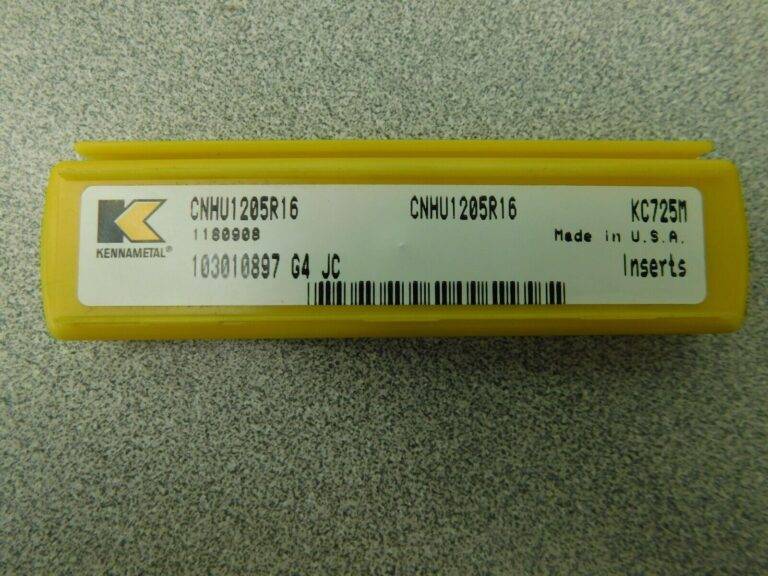 CNHU1205R16 CNHU1205R16 KC725M
1180908 Made in U.S.A.
KENNAMETAL®
103010897 G4 JC Inserts